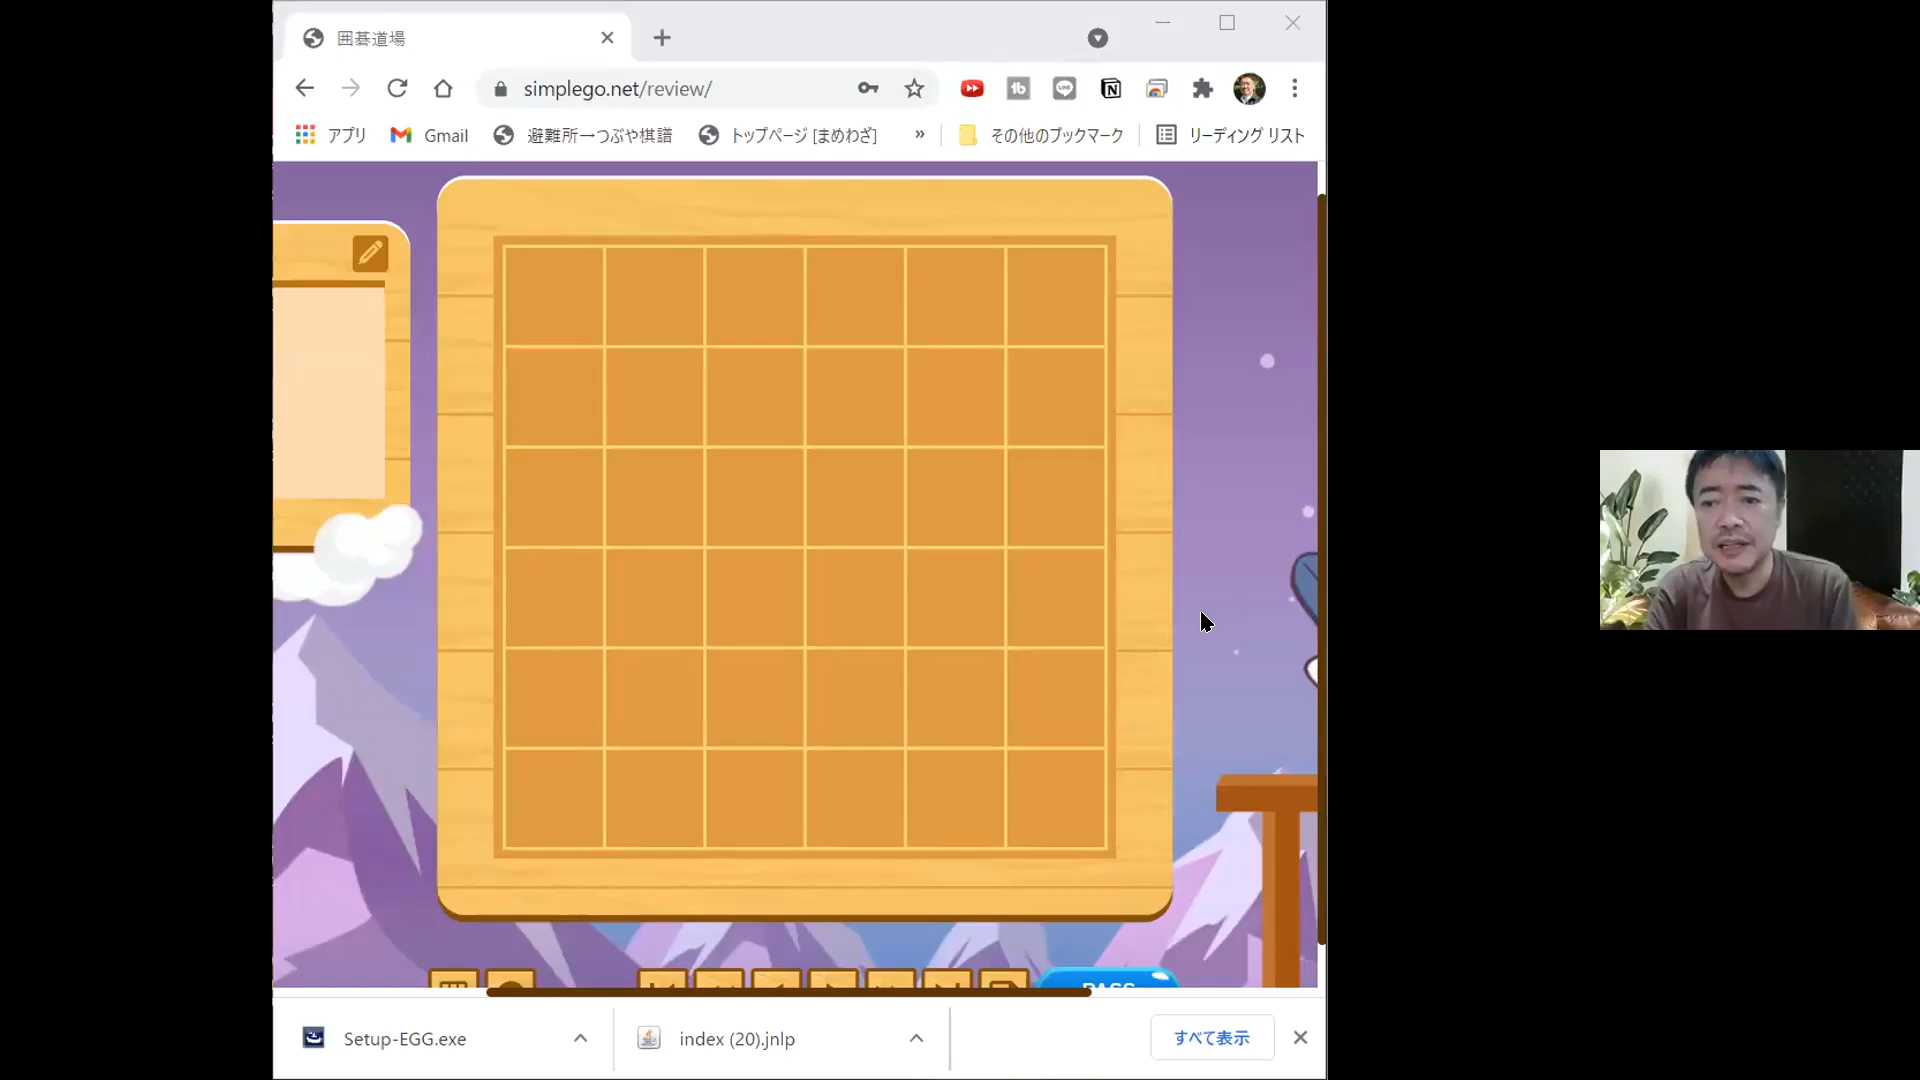 囲碁道場
simplego.net/review/
アプリ Gmail 避難所→つぶや棋譜 トップページ [まめわざ] » その他のブックマーク リーディング リスト
PASS
Setup-EGG.exe index (20).jnlp すべて表示